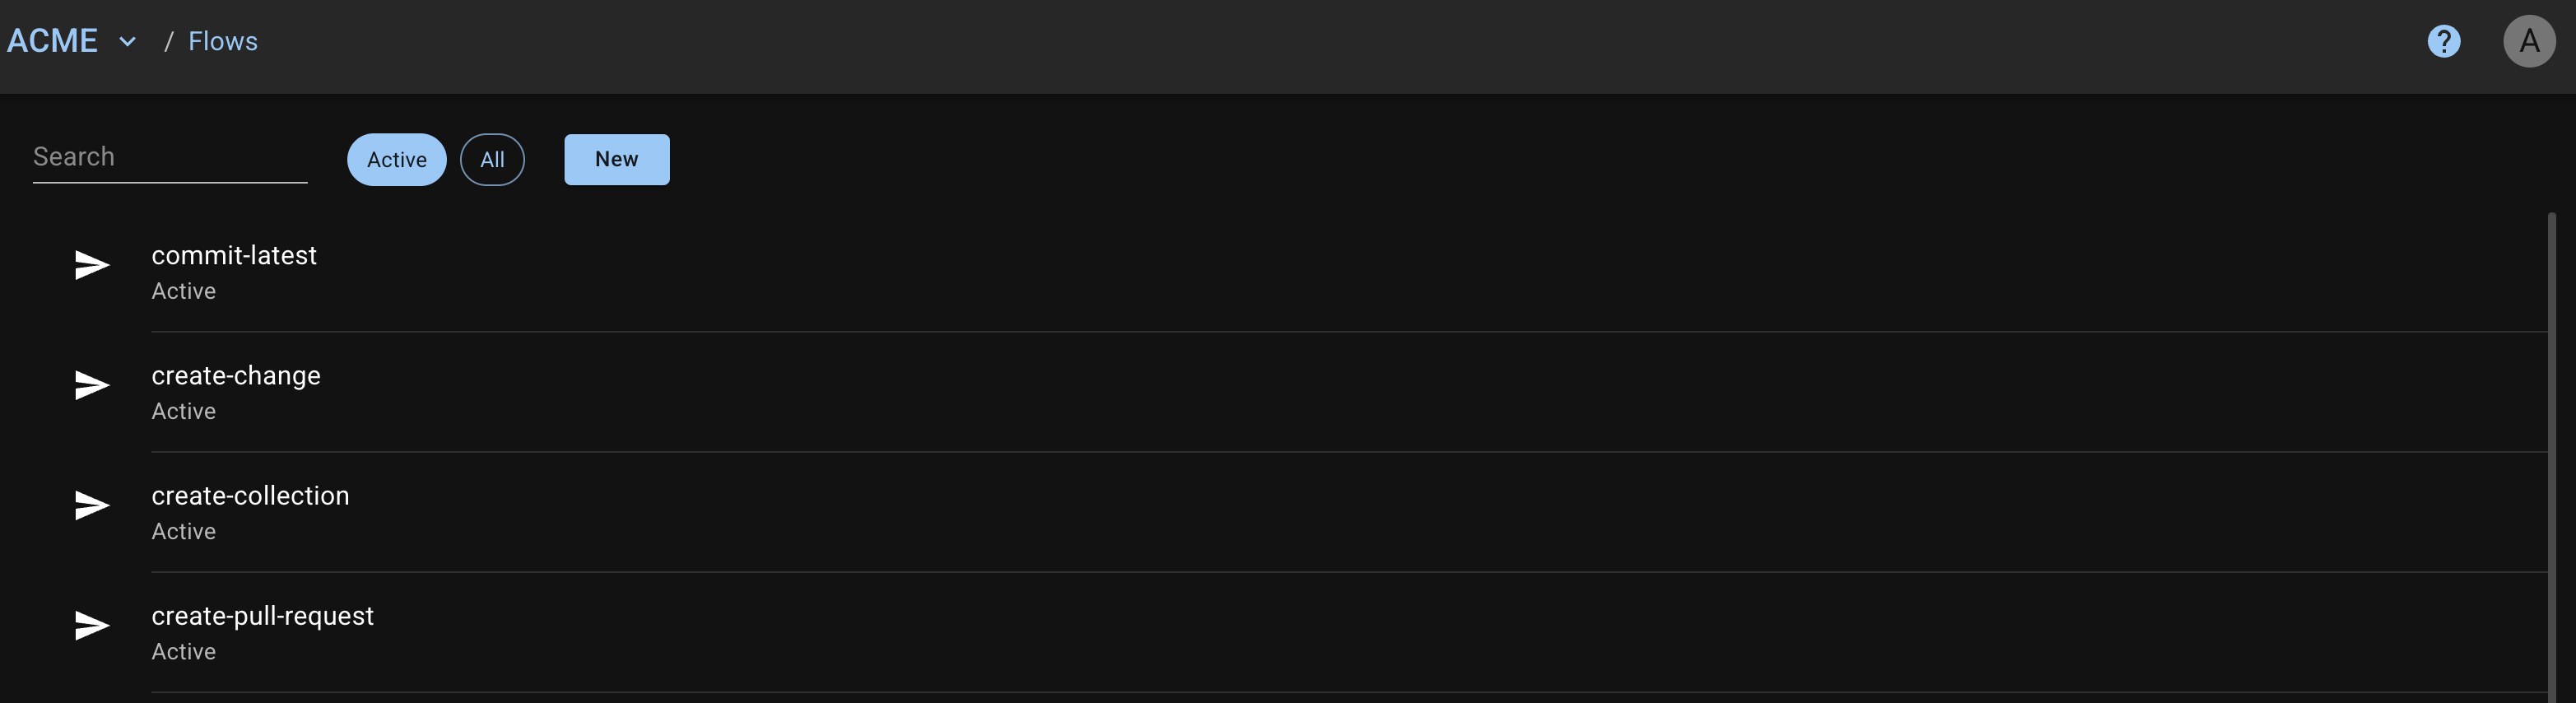 ACME / Flows
? A
Search Active All New
commit-latest
Active
create-change
Active
create-collection
Active
create-pull-request
Active